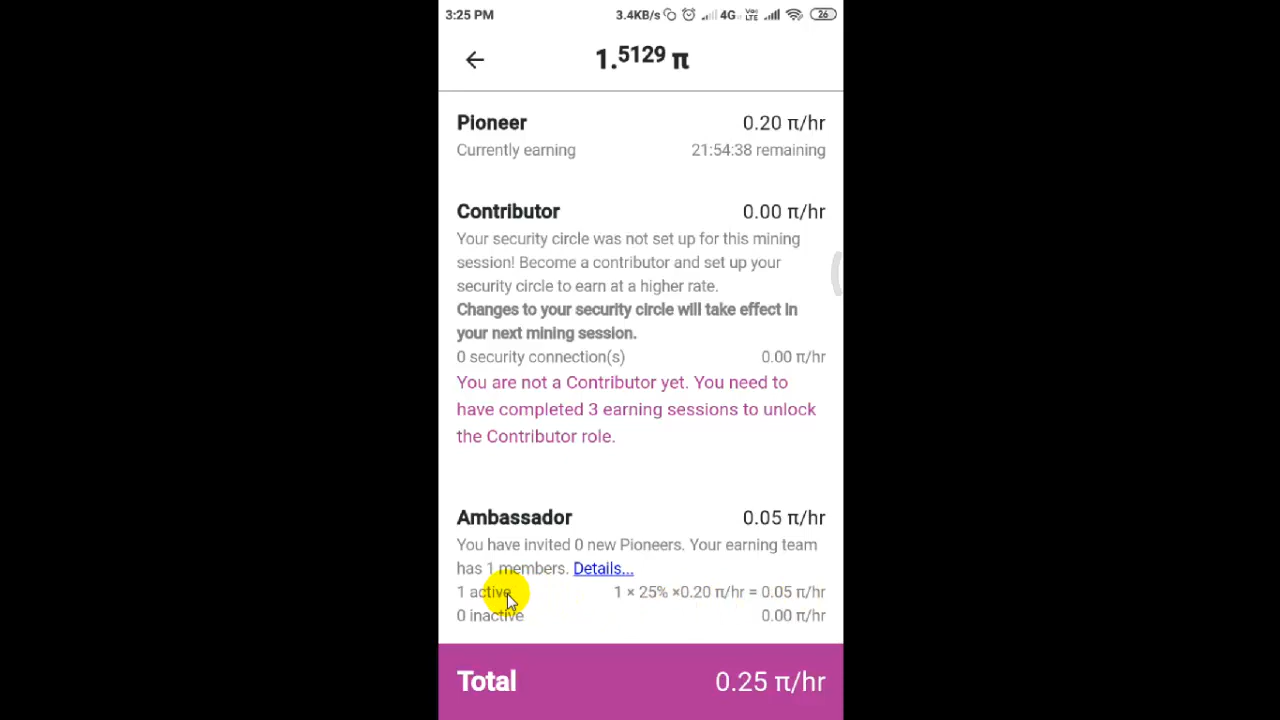 3:25 PM 3.4KB/s 4G Vo) LTE 26
1.5129 π
Pioneer 0.20 π/hr
Currently earning 21:54:38 remaining
Contributor 0.00 π/hr
Your security circle was not set up for this mining
session! Become a contributor and set up your
security circle to earn at a higher rate.
Changes to your security circle will take effect in
your next mining session.
0 security connection(s) 0.00 π/hr
You are not a Contributor yet. You need to
have completed 3 earning sessions to unlock
the Contributor role.
Ambassador 0.05 π/hr
You have invited 0 new Pioneers. Your earning team
has 1 members. Details...
1 active 1 × 25% ×0.20 π/hr = 0.05 π/hr
0 inactive 0.00 π/hr
Total 0.25 π/hr